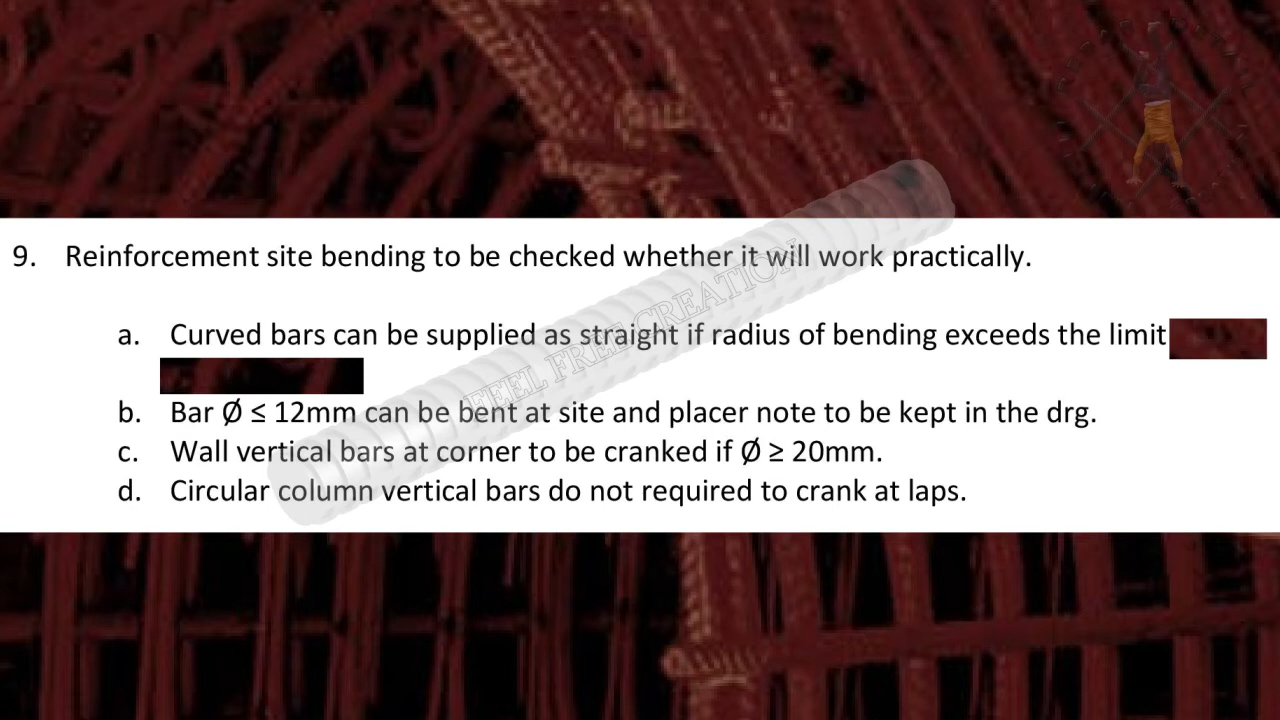 9. Reinforcement site bending to be checked whether it will work practically.
a. Curved bars can be supplied as straight if radius of bending exceeds the limit
b. Bar Ø ≤ 12mm can be bent at site and placer note to be kept in the drg.
c. Wall vertical bars at corner to be cranked if Ø ≥ 20mm.
d. Circular column vertical bars do not required to crank at laps.
FEEL FREE CREATION